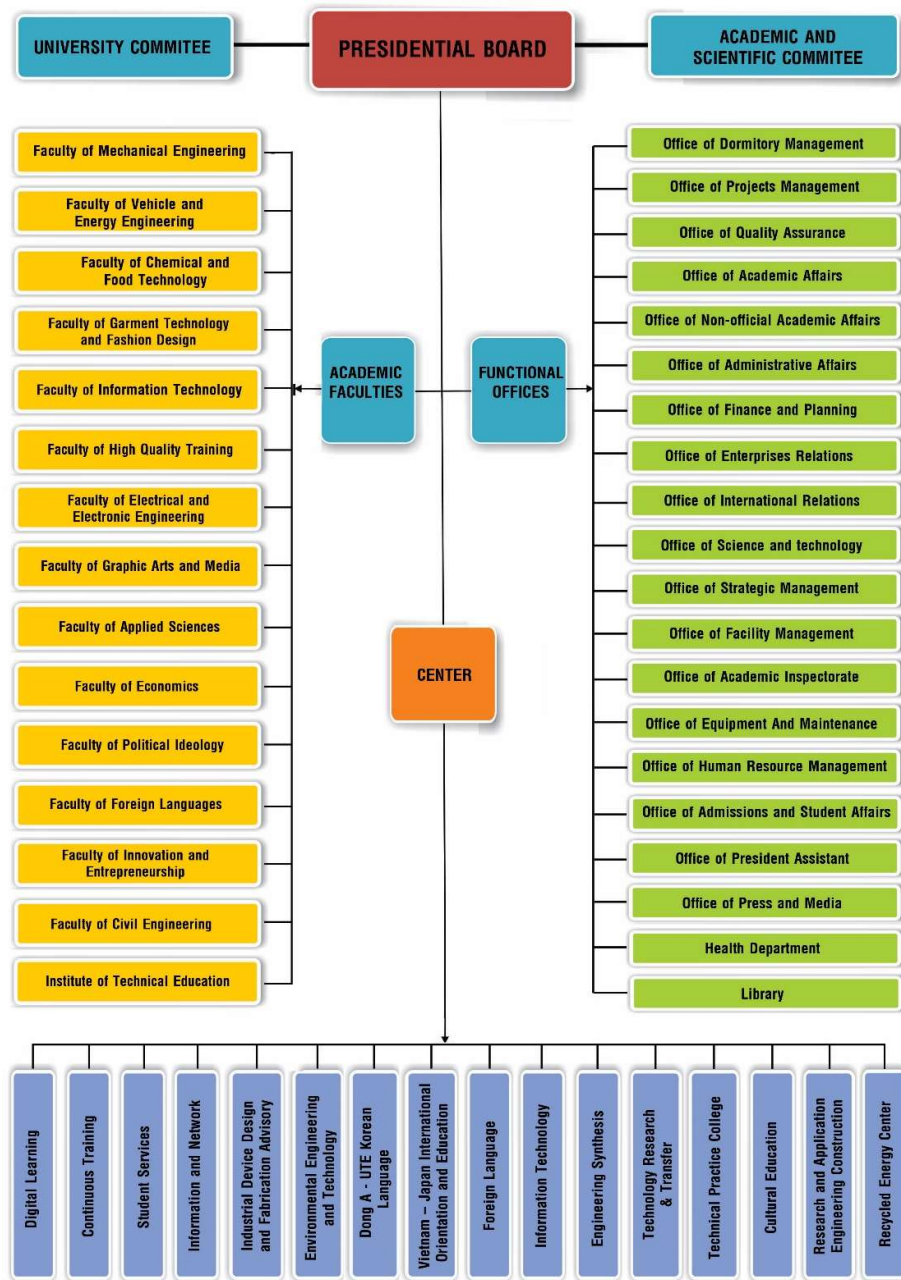 UNIVERSITY COMMITEE
PRESIDENTIAL BOARD
ACADEMIC AND
SCIENTIFIC COMMITEE
Faculty of Mechanical Engineering
Faculty of Vehicle and
Energy Engineering
Faculty of Chemical and
Food Technology
Faculty of Garment Technology
and Fashion Design
Faculty of Information Technology
Faculty of High Quality Training
Faculty of Electrical and
Electronic Engineering
Faculty of Graphic Arts and Media
Faculty of Applied Sciences
Faculty of Economics
Faculty of Political Ideology
Faculty of Foreign Languages
Faculty of Innovation and
Entrepreneurship
Faculty of Civil Engineering
Institute of Technical Education
ACADEMIC
FACULTIES
FUNCTIONAL
OFFICES
CENTER
Office of Dormitory Management
Office of Projects Management
Office of Quality Assurance
Office of Academic Affairs
Office of Non-official Academic Affairs
Office of Administrative Affairs
Office of Finance and Planning
Office of Enterprises Relations
Office of International Relations
Office of Science and technology
Office of Strategic Management
Office of Facility Management
Office of Academic Inspectorate
Office of Equipment And Maintenance
Office of Human Resource Management
Office of Admissions and Student Affairs
Office of President Assistant
Office of Press and Media
Health Department
Library
Digital Learning
Continuous Training
Student Services
Information and Network
Industrial Device Design
and Fabrication Advisory
Environmental Engineering
and Technology
Dong A - UTE Korean
Language
Vietnam – Japan International
Orientation and Education
Foreign Language
Information Technology
Engineering Synthesis
Technology Research
& Transfer
Technical Practice College
Cultural Education
Research and Application
Engineering Construction
Recycled Energy Center